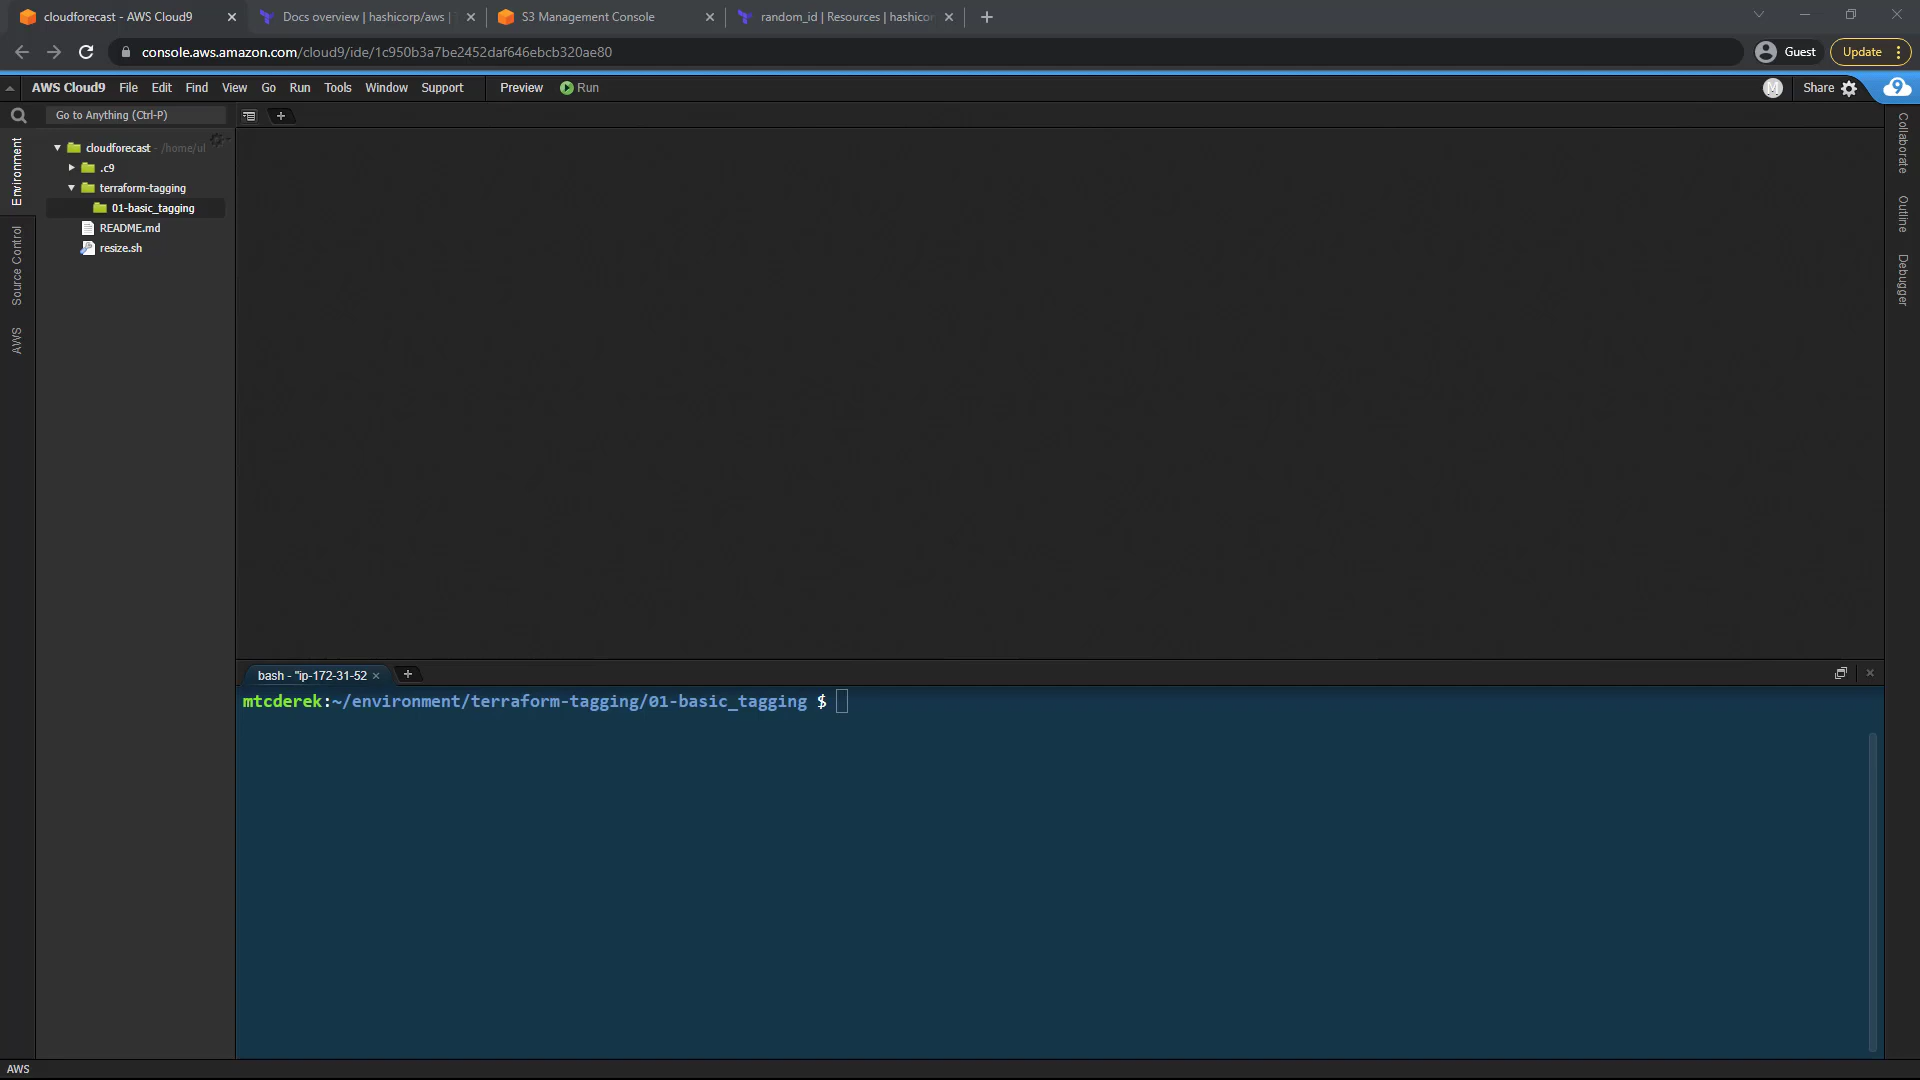 cloudforecast - AWS Cloud9
Docs overview | hashicorp/aws |
S3 Management Console
random_id | Resources | hashicor
console.aws.amazon.com/cloud9/ide/1c950b3a7be2452daf646ebcb320ae80
Guest
Update
AWS Cloud9 File Edit Find View Go Run Tools Window Support Preview Run
M
Share
9
Go to Anything (Ctrl-P)
Environment
Source Control
AWS
cloudforecast - /home/u
.c9
terraform-tagging
01-basic_tagging
README.md
resize.sh
Collaborate
Outline
Debugger
bash - "ip-172-31-52
mtcderek:~/environment/terraform-tagging/01-basic_tagging $
AWS